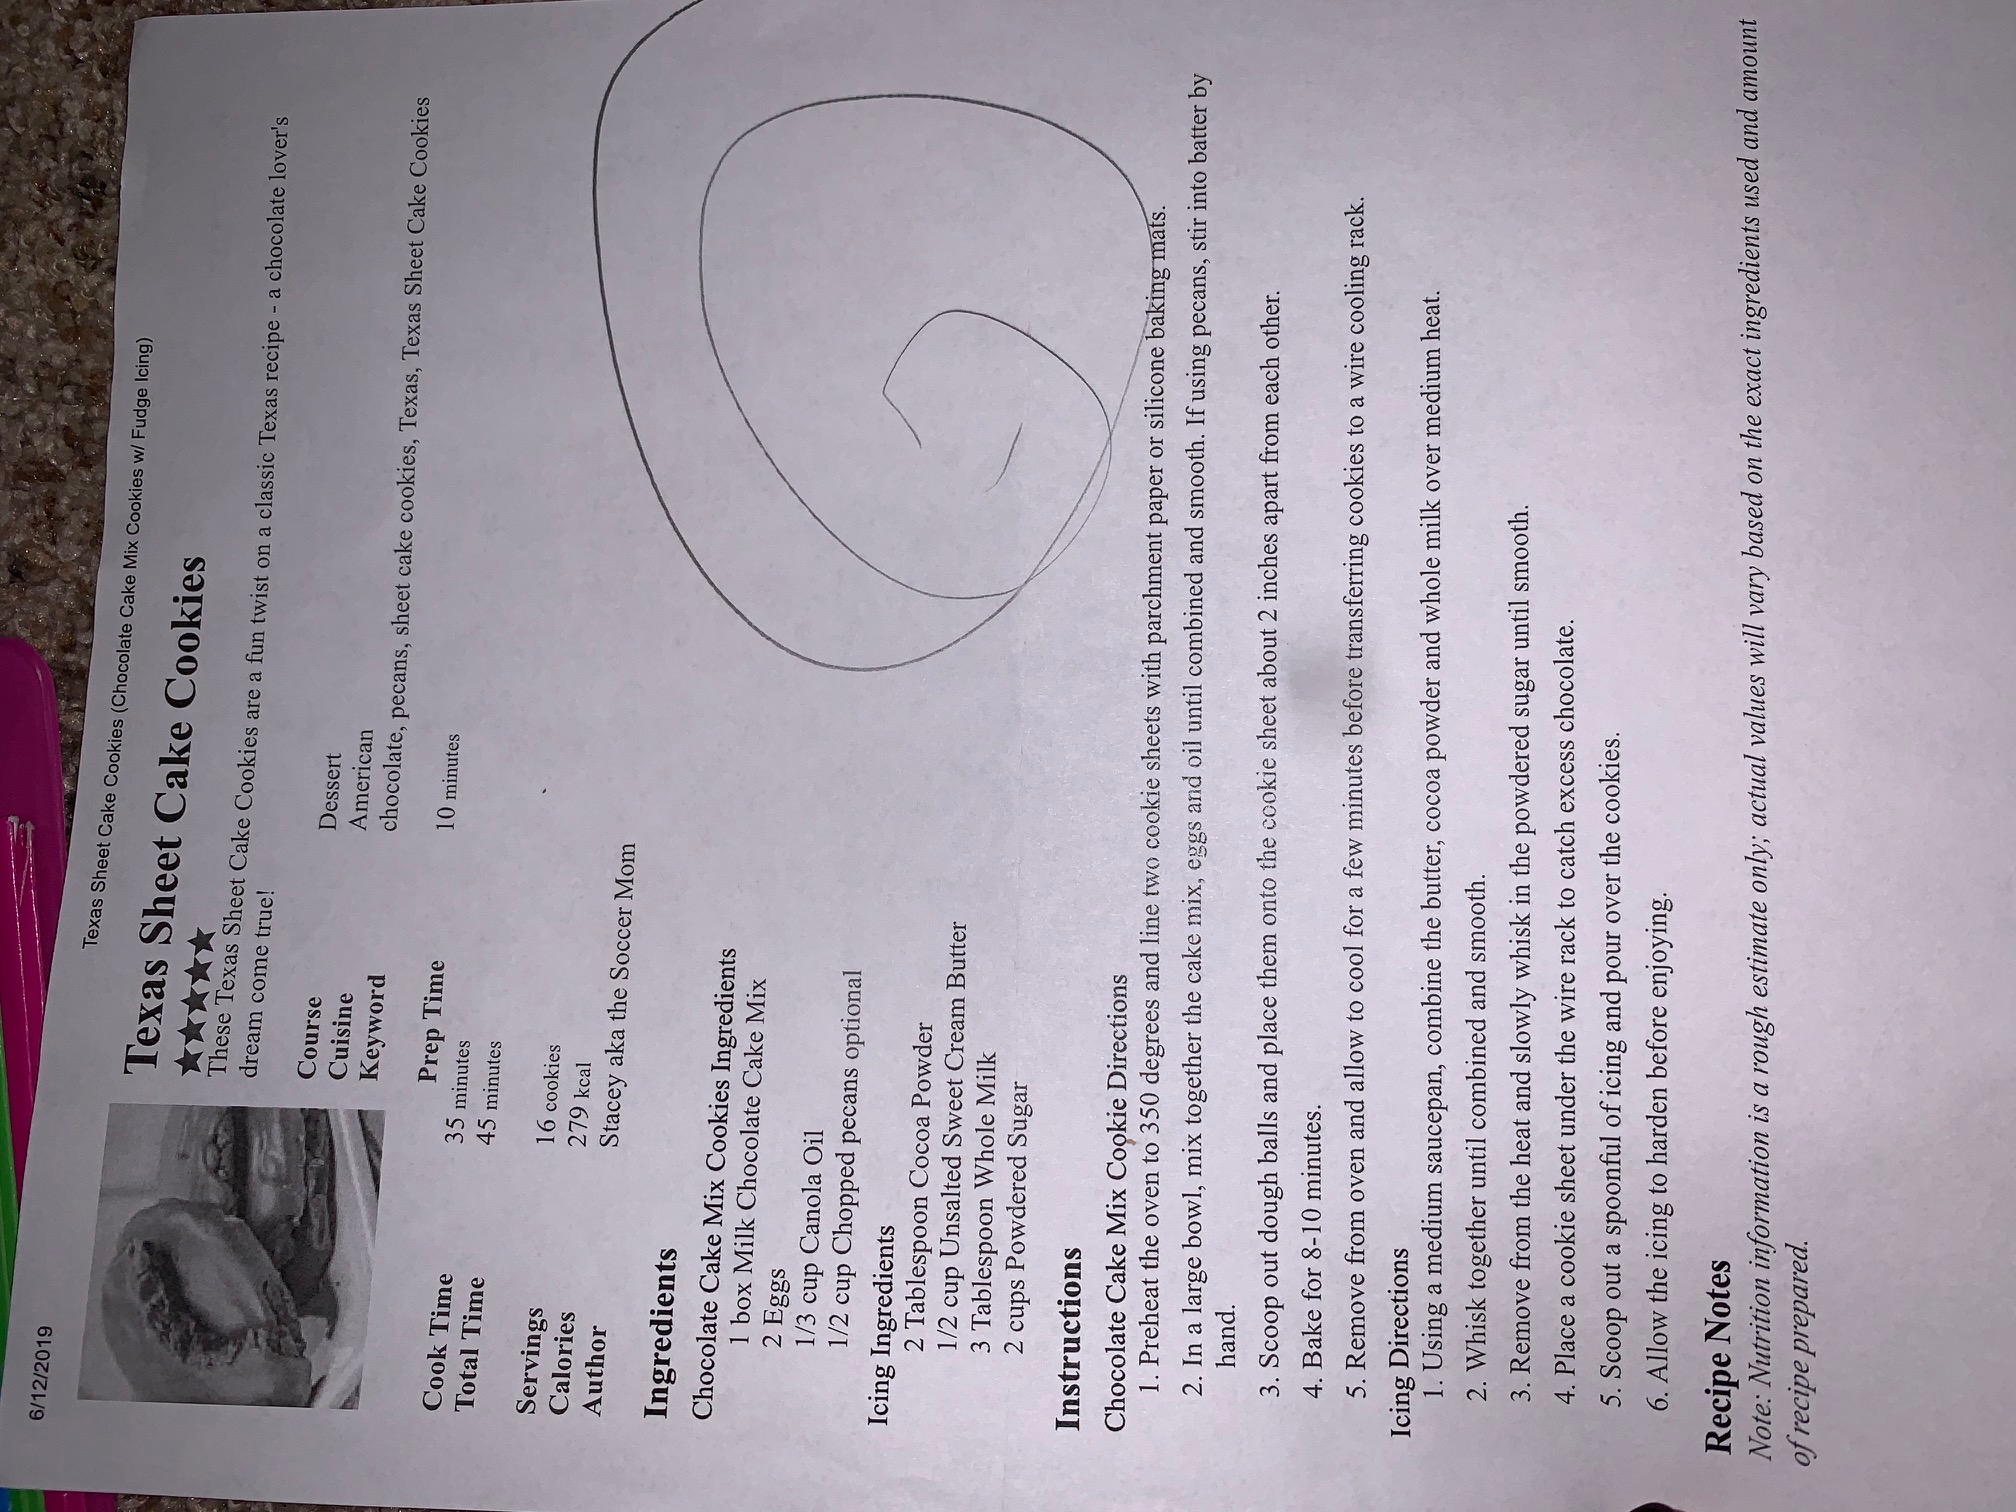 6/12/2019
Texas Sheet Cake Cookies (Chocolate Cake Mix Cookies w/ Fudge Icing)
Texas Sheet Cake Cookies
★★★★★
These Texas Sheet Cake Cookies are a fun twist on a classic Texas recipe - a chocolate lover's
dream come true!
Course Dessert
Cuisine American
Keyword chocolate, pecans, sheet cake cookies, Texas, Texas Sheet Cake Cookies
Prep Time 10 minutes
Cook Time 35 minutes
Total Time 45 minutes
Servings 16 cookies
Calories 279 kcal
Author Stacey aka the Soccer Mom
Ingredients
Chocolate Cake Mix Cookies Ingredients
1 box Milk Chocolate Cake Mix
2 Eggs
1/3 cup Canola Oil
1/2 cup Chopped pecans optional
Icing Ingredients
2 Tablespoon Cocoa Powder
1/2 cup Unsalted Sweet Cream Butter
3 Tablespoon Whole Milk
2 cups Powdered Sugar
Instructions
Chocolate Cake Mix Cookie Directions
1. Preheat the oven to 350 degrees and line two cookie sheets with parchment paper or silicone baking mats.
2. In a large bowl, mix together the cake mix, eggs and oil until combined and smooth. If using pecans, stir into batter by
hand.
3. Scoop out dough balls and place them onto the cookie sheet about 2 inches apart from each other.
4. Bake for 8-10 minutes.
5. Remove from oven and allow to cool for a few minutes before transferring cookies to a wire cooling rack.
Icing Directions
1. Using a medium saucepan, combine the butter, cocoa powder and whole milk over medium heat.
2. Whisk together until combined and smooth.
3. Remove from the heat and slowly whisk in the powdered sugar until smooth.
4. Place a cookie sheet under the wire rack to catch excess chocolate.
5. Scoop out a spoonful of icing and pour over the cookies.
6. Allow the icing to harden before enjoying.
Recipe Notes
Note: Nutrition information is a rough estimate only; actual values will vary based on the exact ingredients used and amount
of recipe prepared.